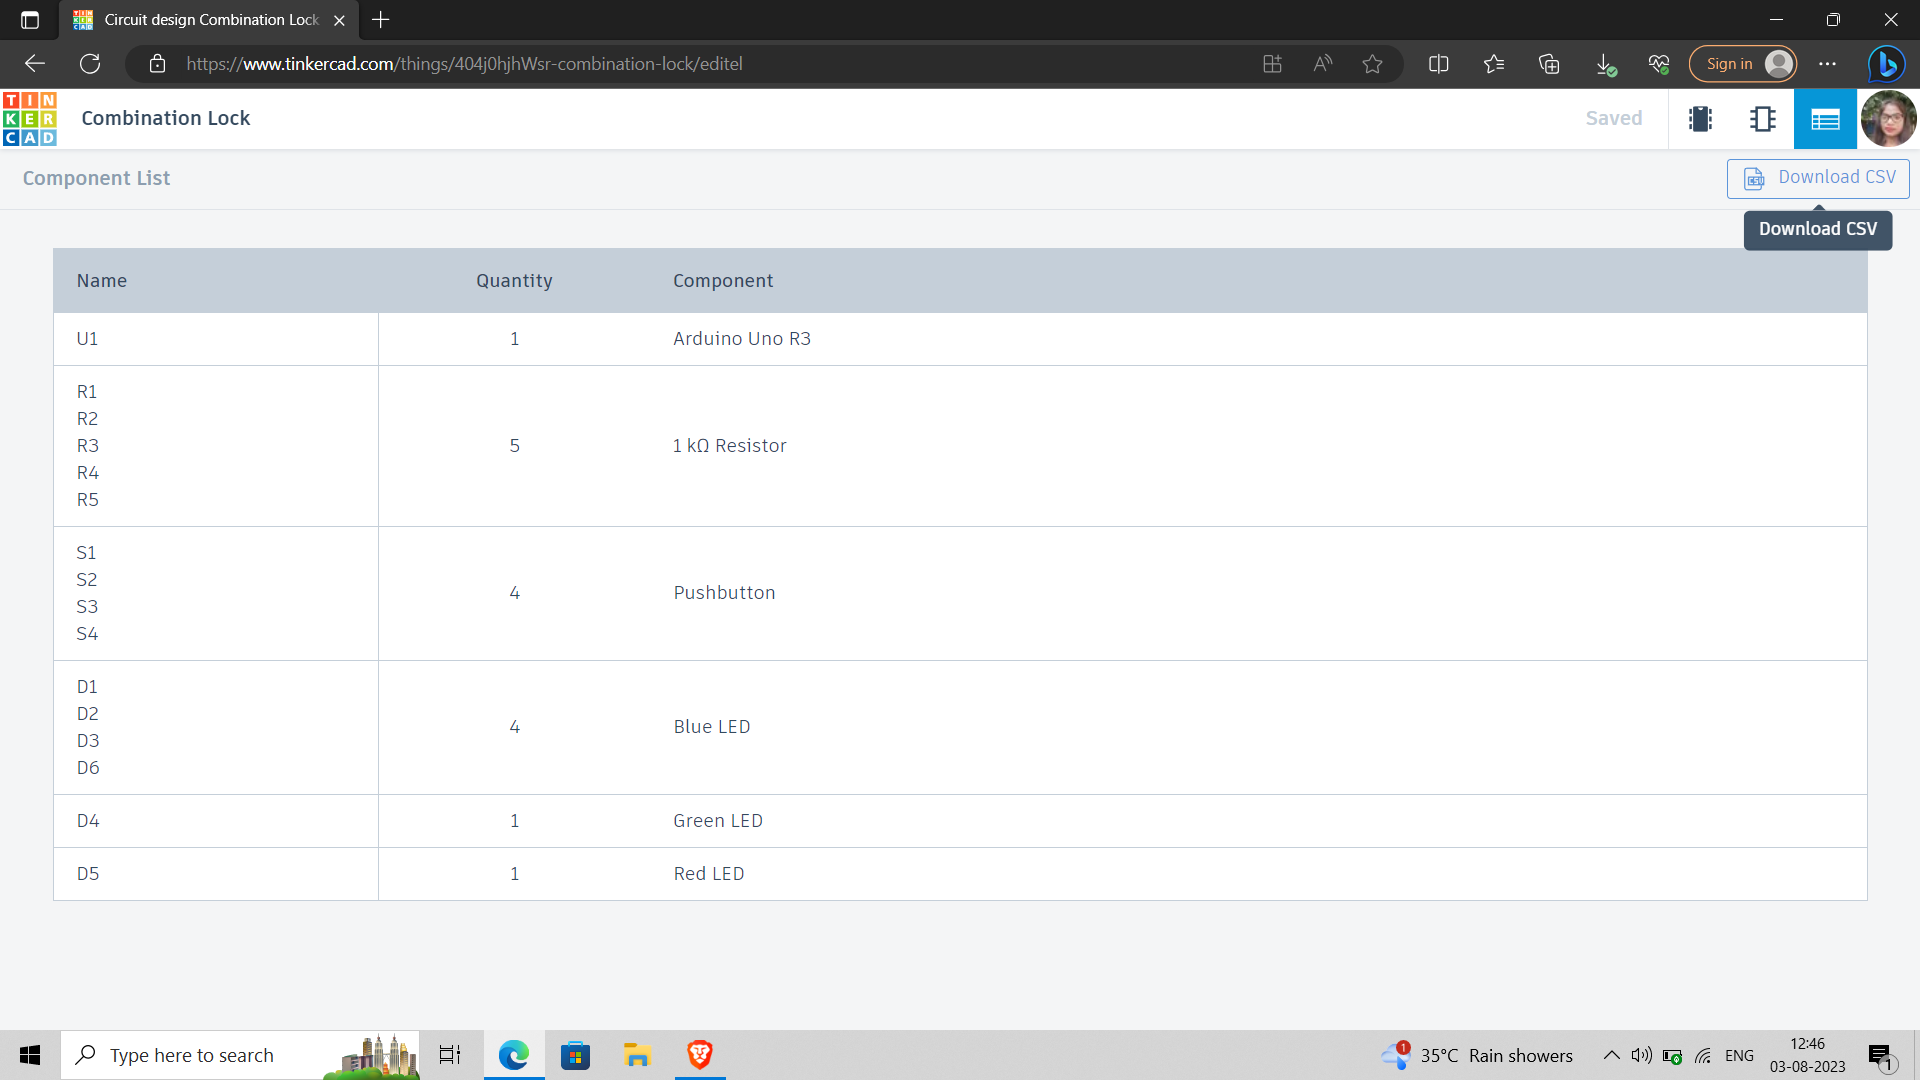 Circuit design Combination Lock
https://www.tinkercad.com/things/404j0hjhWsr-combination-lock/editel
Sign in
TIN
KER
CAD
Combination Lock
Saved
Component List
CSV
Download CSV
Download CSV
Name Quantity Component
U1 1 Arduino Uno R3
R1
R2
R3
R4
R5
5 1 kΩ Resistor
S1
S2
S3
S4
4 Pushbutton
D1
D2
D3
D6
4 Blue LED
D4 1 Green LED
D5 1 Red LED
Type here to search
1
35°C Rain showers
ENG
12:46
03-08-2023
1